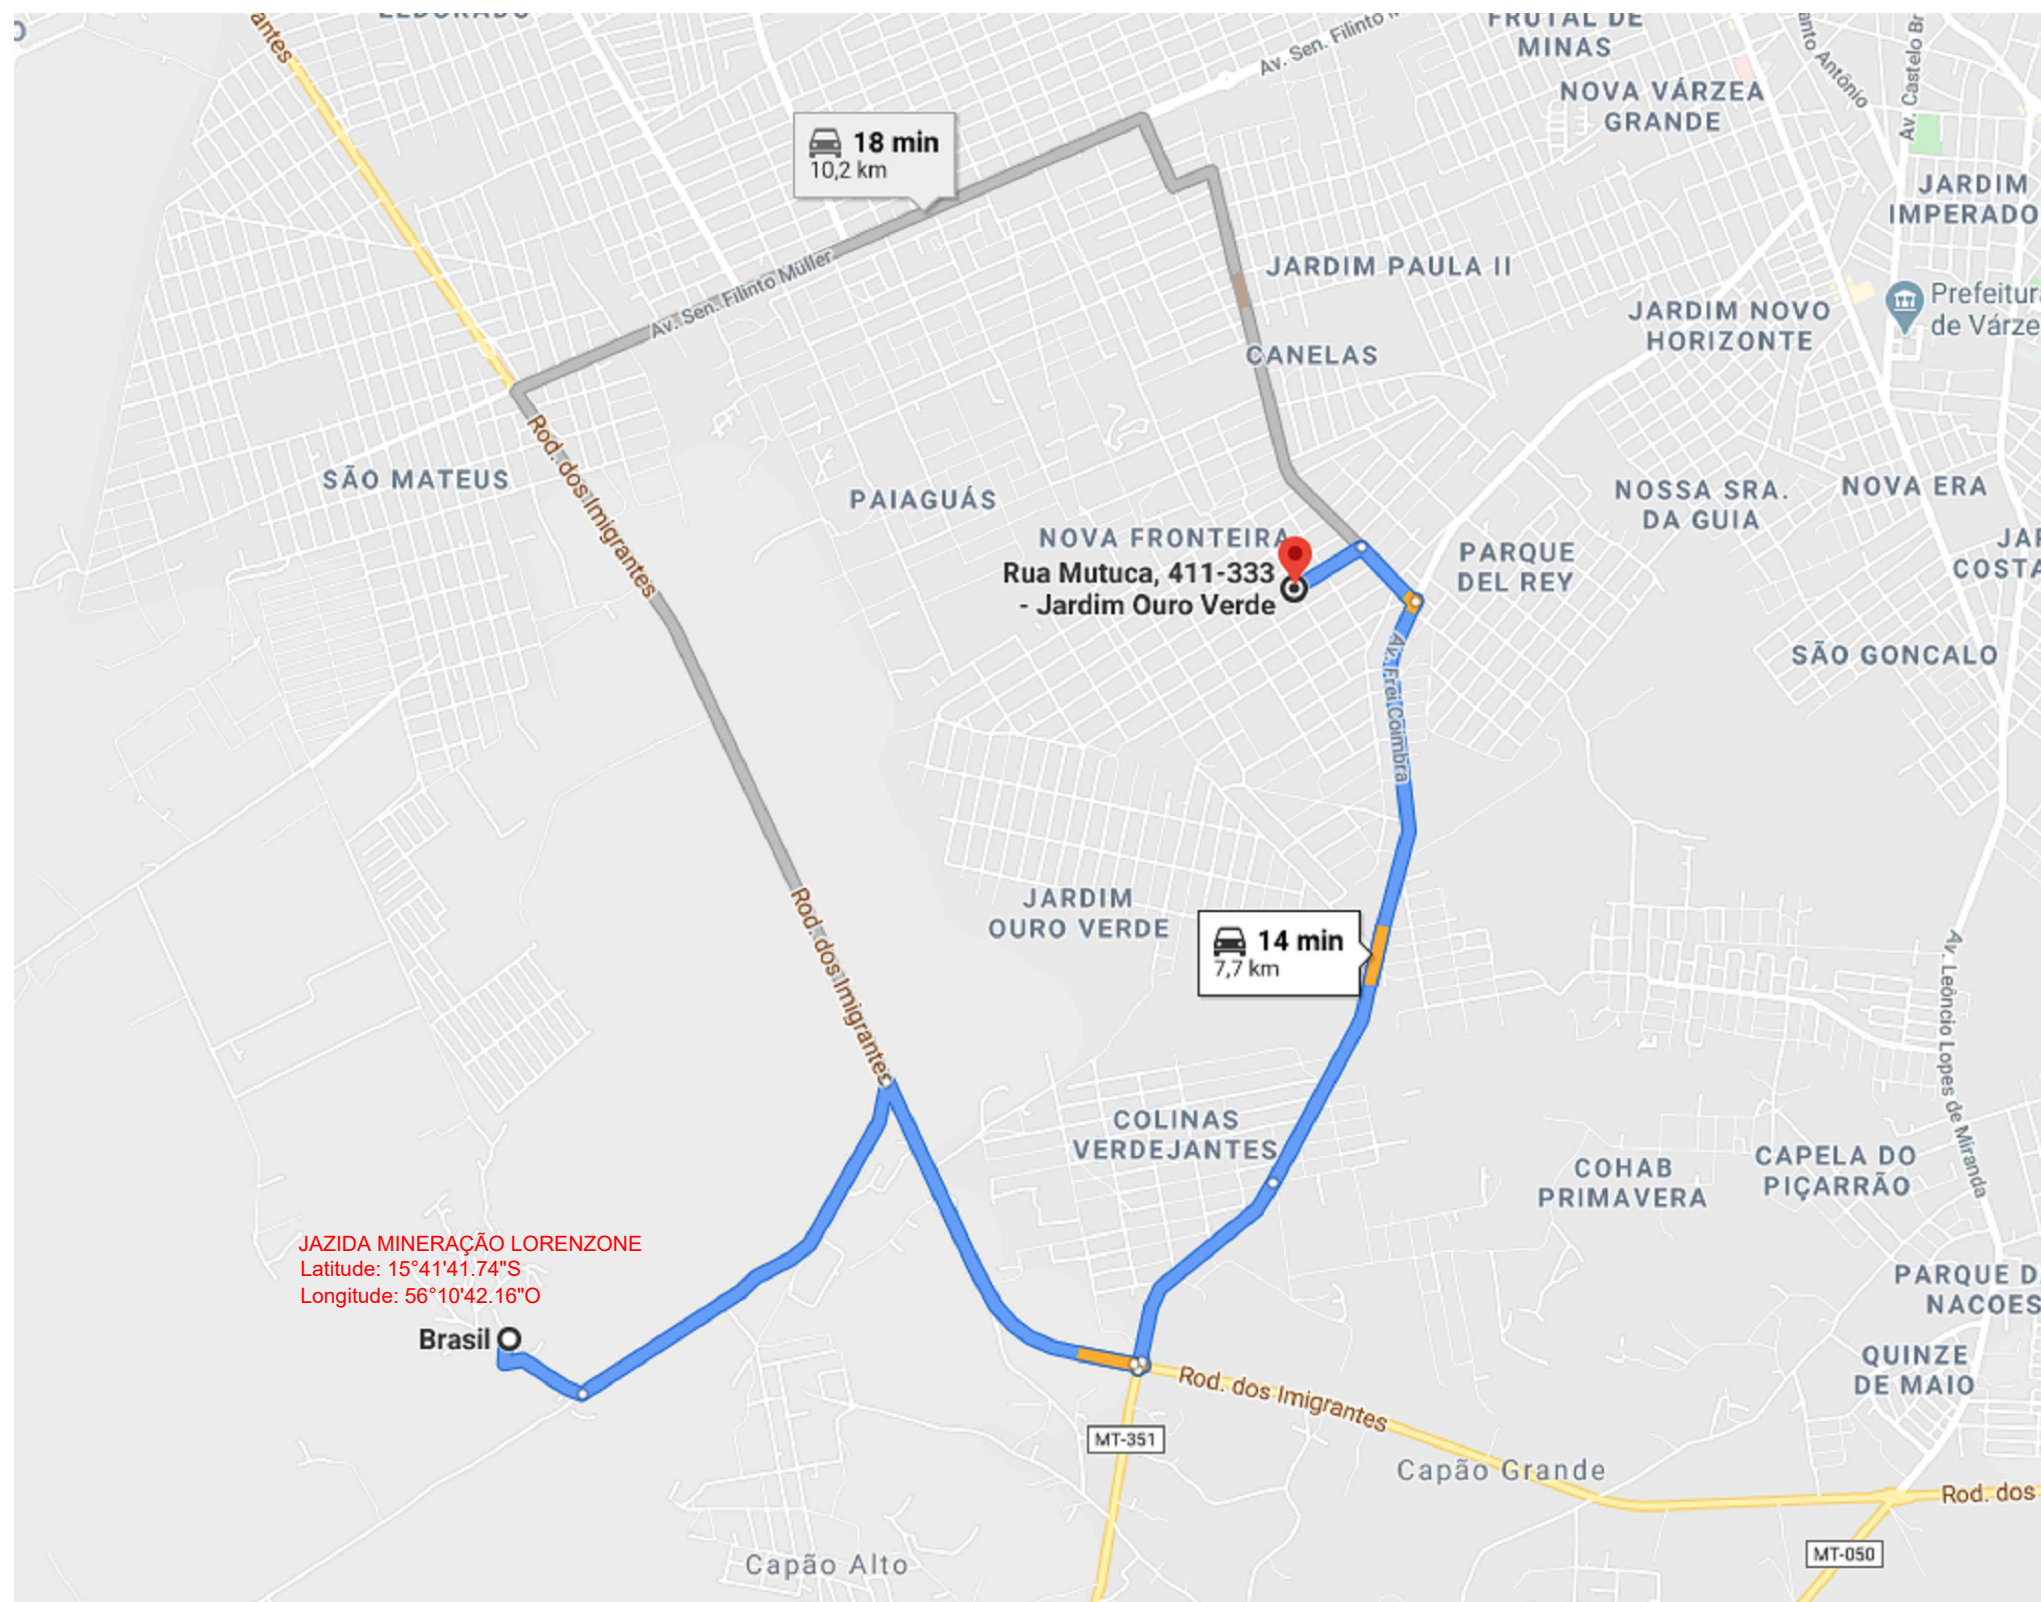 ELDORADO
antes
Av. Sen. Filinto M
FRUTAL DE
MINAS
anto Antônio
Av. Castelo Br
NOVA VÁRZEA
GRANDE
18 min
10,2 km
JARDIM
IMPERADO
Av. Sen. Filinto Müller
JARDIM PAULA II
JARDIM NOVO
HORIZONTE
Prefeitur
de Várze
CANELAS
Rod. dos Imigrantes
SÃO MATEUS
PAIAGUÁS
NOSSA SRA.
DA GUIA
NOVA ERA
NOVA FRONTEIRA
Rua Mutuca, 411-333
- Jardim Ouro Verde
PARQUE
DEL REY
JAR
COSTA
Av. Frei Coimbra
SÃO GONCALO
Rod. dos Imigrantes
JARDIM
OURO VERDE
14 min
7,7 km
Av. Leôncio Lopes de Miranda
COLINAS
VERDEJANTES
COHAB
PRIMAVERA
CAPELA DO
PIÇARRÃO
JAZIDA MINERAÇÃO LORENZONE
Latitude: 15°41'41.74"S
Longitude: 56°10'42.16"O
Brasil
PARQUE D
NACOES
QUINZE
DE MAIO
Rod. dos Imigrantes
MT-351
Capão Grande
Rod. dos
MT-050
Capão Alto